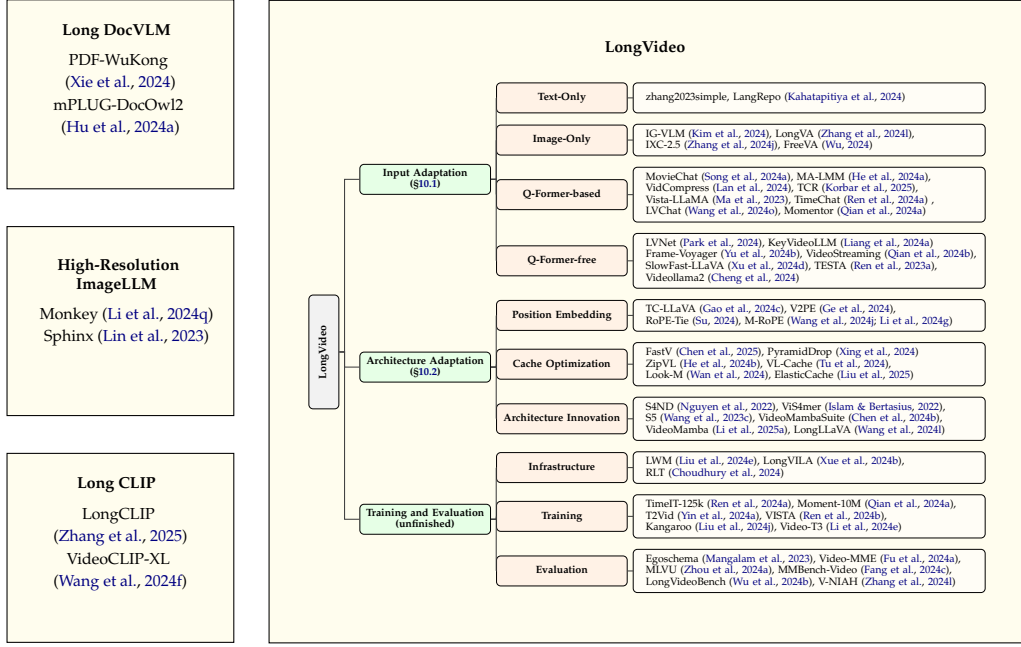 Long DocVLM
PDF-WuKong
(Xie et al., 2024)
mPLUG-DocOwl2
(Hu et al., 2024a)
High-Resolution
ImageLLM
Monkey (Li et al., 2024q)
Sphinx (Lin et al., 2023)
Long CLIP
LongCLIP
(Zhang et al., 2025)
VideoCLIP-XL
(Wang et al., 2024f)
LongVideo
LongVideo
Input Adaptation
(§10.1)
Text-Only
zhang2023simple, LangRepo (Kahatapitiya et al., 2024)
Image-Only
IG-VLM (Kim et al., 2024), LongVA (Zhang et al., 2024l),
IXC-2.5 (Zhang et al., 2024j), FreeVA (Wu, 2024)
Q-Former-based
MovieChat (Song et al., 2024a), MA-LMM (He et al., 2024a),
VidCompress (Lan et al., 2024), TCR (Korbar et al., 2025),
Vista-LLaMA (Ma et al., 2023), TimeChat (Ren et al., 2024a) ,
LVChat (Wang et al., 2024o), Momentor (Qian et al., 2024a)
Q-Former-free
LVNet (Park et al., 2024), KeyVideoLLM (Liang et al., 2024a)
Frame-Voyager (Yu et al., 2024b), VideoStreaming (Qian et al., 2024b),
SlowFast-LLaVA (Xu et al., 2024d), TESTA (Ren et al., 2023a),
Videollama2 (Cheng et al., 2024)
Architecture Adaptation
(§10.2)
Position Embedding
TC-LLaVA (Gao et al., 2024c), V2PE (Ge et al., 2024),
RoPE-Tie (Su, 2024), M-RoPE (Wang et al., 2024j; Li et al., 2024g)
Cache Optimization
FastV (Chen et al., 2025), PyramidDrop (Xing et al., 2024)
ZipVL (He et al., 2024b), VL-Cache (Tu et al., 2024),
Look-M (Wan et al., 2024), ElasticCache (Liu et al., 2025)
Architecture Innovation
S4ND (Nguyen et al., 2022), ViS4mer (Islam & Bertasius, 2022),
S5 (Wang et al., 2023c), VideoMambaSuite (Chen et al., 2024b),
VideoMamba (Li et al., 2025a), LongLLaVA (Wang et al., 2024l)
Training and Evaluation
(unfinished)
Infrastructure
LWM (Liu et al., 2024e), LongVILA (Xue et al., 2024b),
RLT (Choudhury et al., 2024)
Training
TimeIT-125k (Ren et al., 2024a), Moment-10M (Qian et al., 2024a),
T2Vid (Yin et al., 2024a), VISTA (Ren et al., 2024b),
Kangaroo (Liu et al., 2024j), Video-T3 (Li et al., 2024e)
Evaluation
Egoschema (Mangalam et al., 2023), Video-MME (Fu et al., 2024a),
MLVU (Zhou et al., 2024a), MMBench-Video (Fang et al., 2024c),
LongVideoBench (Wu et al., 2024b), V-NIAH (Zhang et al., 2024l)